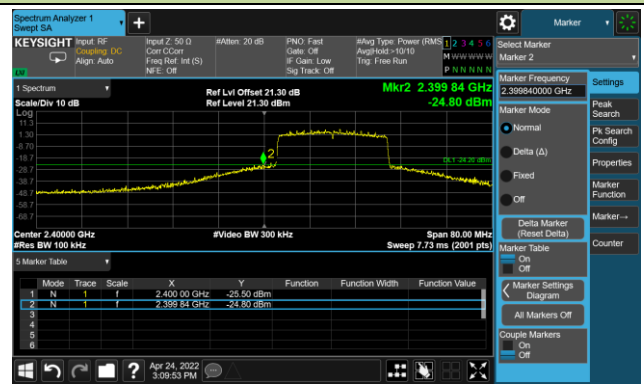 Spectrum Analyzer 1
Swept SA
Marker
KEYSIGHT
Input: RF
Coupling: DC
Align: Auto
Input Z: 50 Ω
Corr CCorr
Freq Ref: Int (S)
NFE: Off
#Atten: 20 dB
PNO: Fast
Gate: Off
IF Gain: Low
Sig Track: Off
#Avg Type: Power (RMS
Avg|Hold:>10/10
Trig: Free Run
1 2 3 4 5 6
M W W W W W
P N N N N N
LVI
Select Marker
Marker 2
1 Spectrum
Scale/Div 10 dB
Ref Lvl Offset 21.30 dB
Ref Level 21.30 dBm
Mkr2 2.399 84 GHz
-24.80 dBm
Log
11.3
1.30
-8.70
-18.7
-28.7
-38.7
-48.7
-58.7
-68.7
2
DL1 -24.20 dBm
Center 2.40000 GHz
#Res BW 100 kHz
#Video BW 300 kHz
Span 80.00 MHz
Sweep 7.73 ms (2001 pts)
5 Marker Table
Mode Trace Scale X Y Function Function Width Function Value
1 N 1 f 2.400 00 GHz -25.50 dBm
2 N 1 f 2.399 84 GHz -24.80 dBm
3
4
5
6
Marker Frequency
2.399840000 GHz
Marker Mode
Normal
Delta (Δ)
Fixed
Off
Delta Marker
(Reset Delta)
Marker Table
On
Off
Marker Settings
Diagram
All Markers Off
Couple Markers
On
Off
Settings
Peak
Search
Pk Search
Config
Properties
Marker
Function
Marker→
Counter
Apr 24, 2022
3:09:53 PM